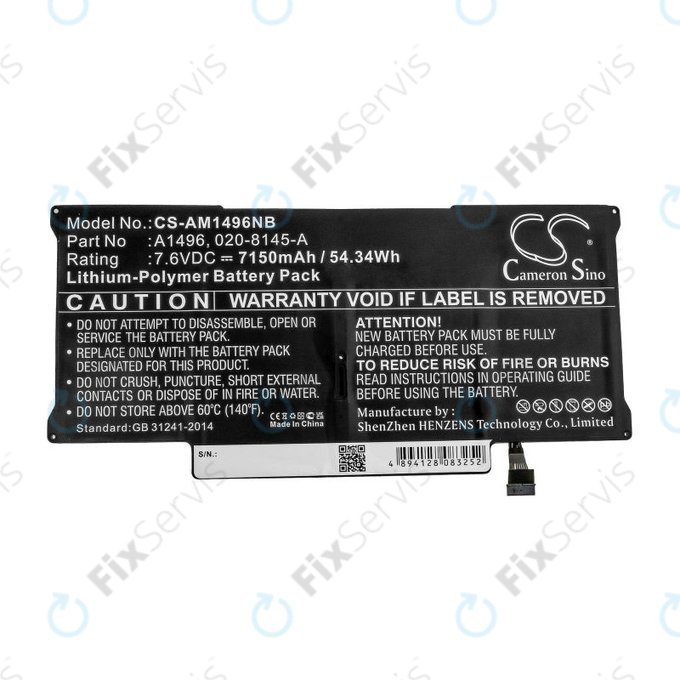 Model No.: CS-AM1496NB
Part No : A1496, 020-8145-A
Rating : 7.6VDC ⎓ 7150mAh / 54.34Wh
Lithium-Polymer Battery Pack
CS
Cameron Sino
CAUTION WARRANTY VOID IF LABEL IS REMOVED
• DO NOT ATTEMPT TO DISASSEMBLE, OPEN OR
SERVICE THE BATTERY PACK.
• REPLACE ONLY WITH THE BATTERY PACK
DESIGNATED FOR THIS PRODUCT.
• DO NOT CRUSH, PUNCTURE, SHORT EXTERNAL
CONTACTS OR DISPOSE OF IN FIRE OR WATER.
• DO NOT STORE ABOVE 60°C (140°F).
Standard: GB 31241-2014
CE
Made In China
ATTENTION!
NEW BATTERY PACK MUST BE FULLY
CHARGED BEFORE USE.
TO REDUCE RISK OF FIRE OR BURNS
READ INSTRUCTIONS IN OPERATING GUIDE
BEFORE USING THE BATTERY.
Manufacture by :
ShenZhen HENZENS Technology Co., Limited.
S/N.:
4 894128 083252
FixServis
FixServis
FixServis
FixServis
FixServis
FixServis
FixServis
FixServis
FixServis